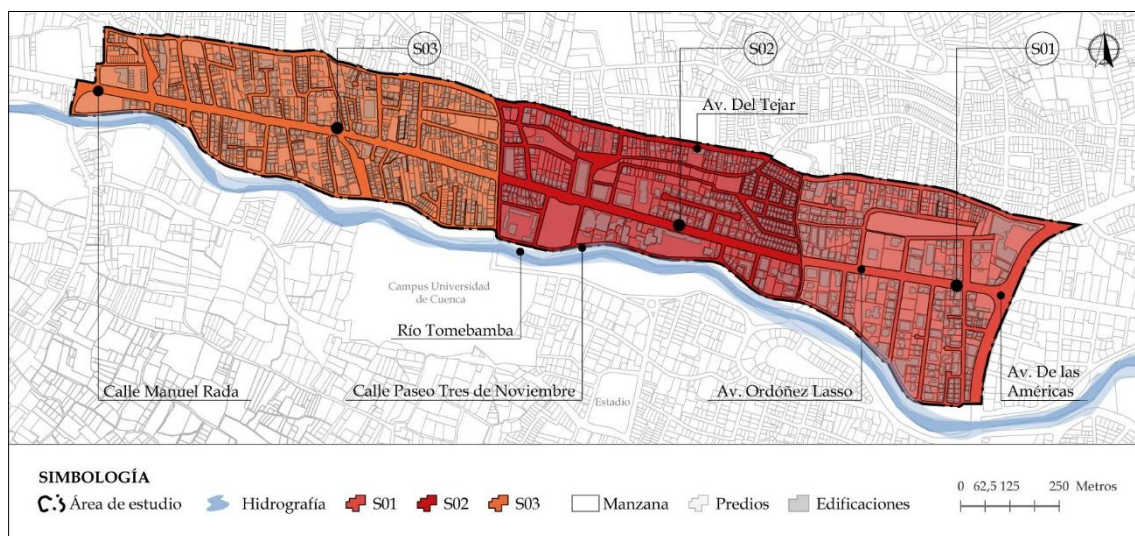 S03
S02
S01
Av. Del Tejar
Campus Universidad
de Cuenca
Río Tomebamba
Calle Manuel Rada
Calle Paseo Tres de Noviembre
Estadio
Av. Ordóñez Lasso
Av. De las
Américas
SIMBOLOGÍA
Área de estudio
Hidrografía
S01
S02
S03
Manzana
Predios
Edificaciones
0 62,5 125 250 Metros